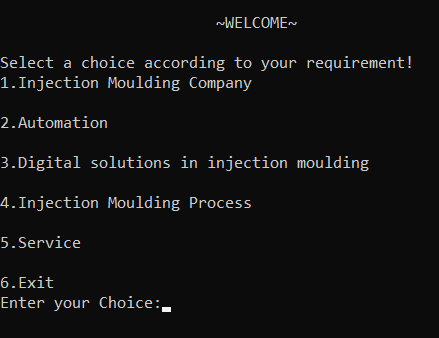 ~WELCOME~
Select a choice according to your requirement!
1.Injection Moulding Company
2.Automation
3.Digital solutions in injection moulding
4.Injection Moulding Process
5.Service
6.Exit
Enter your Choice: